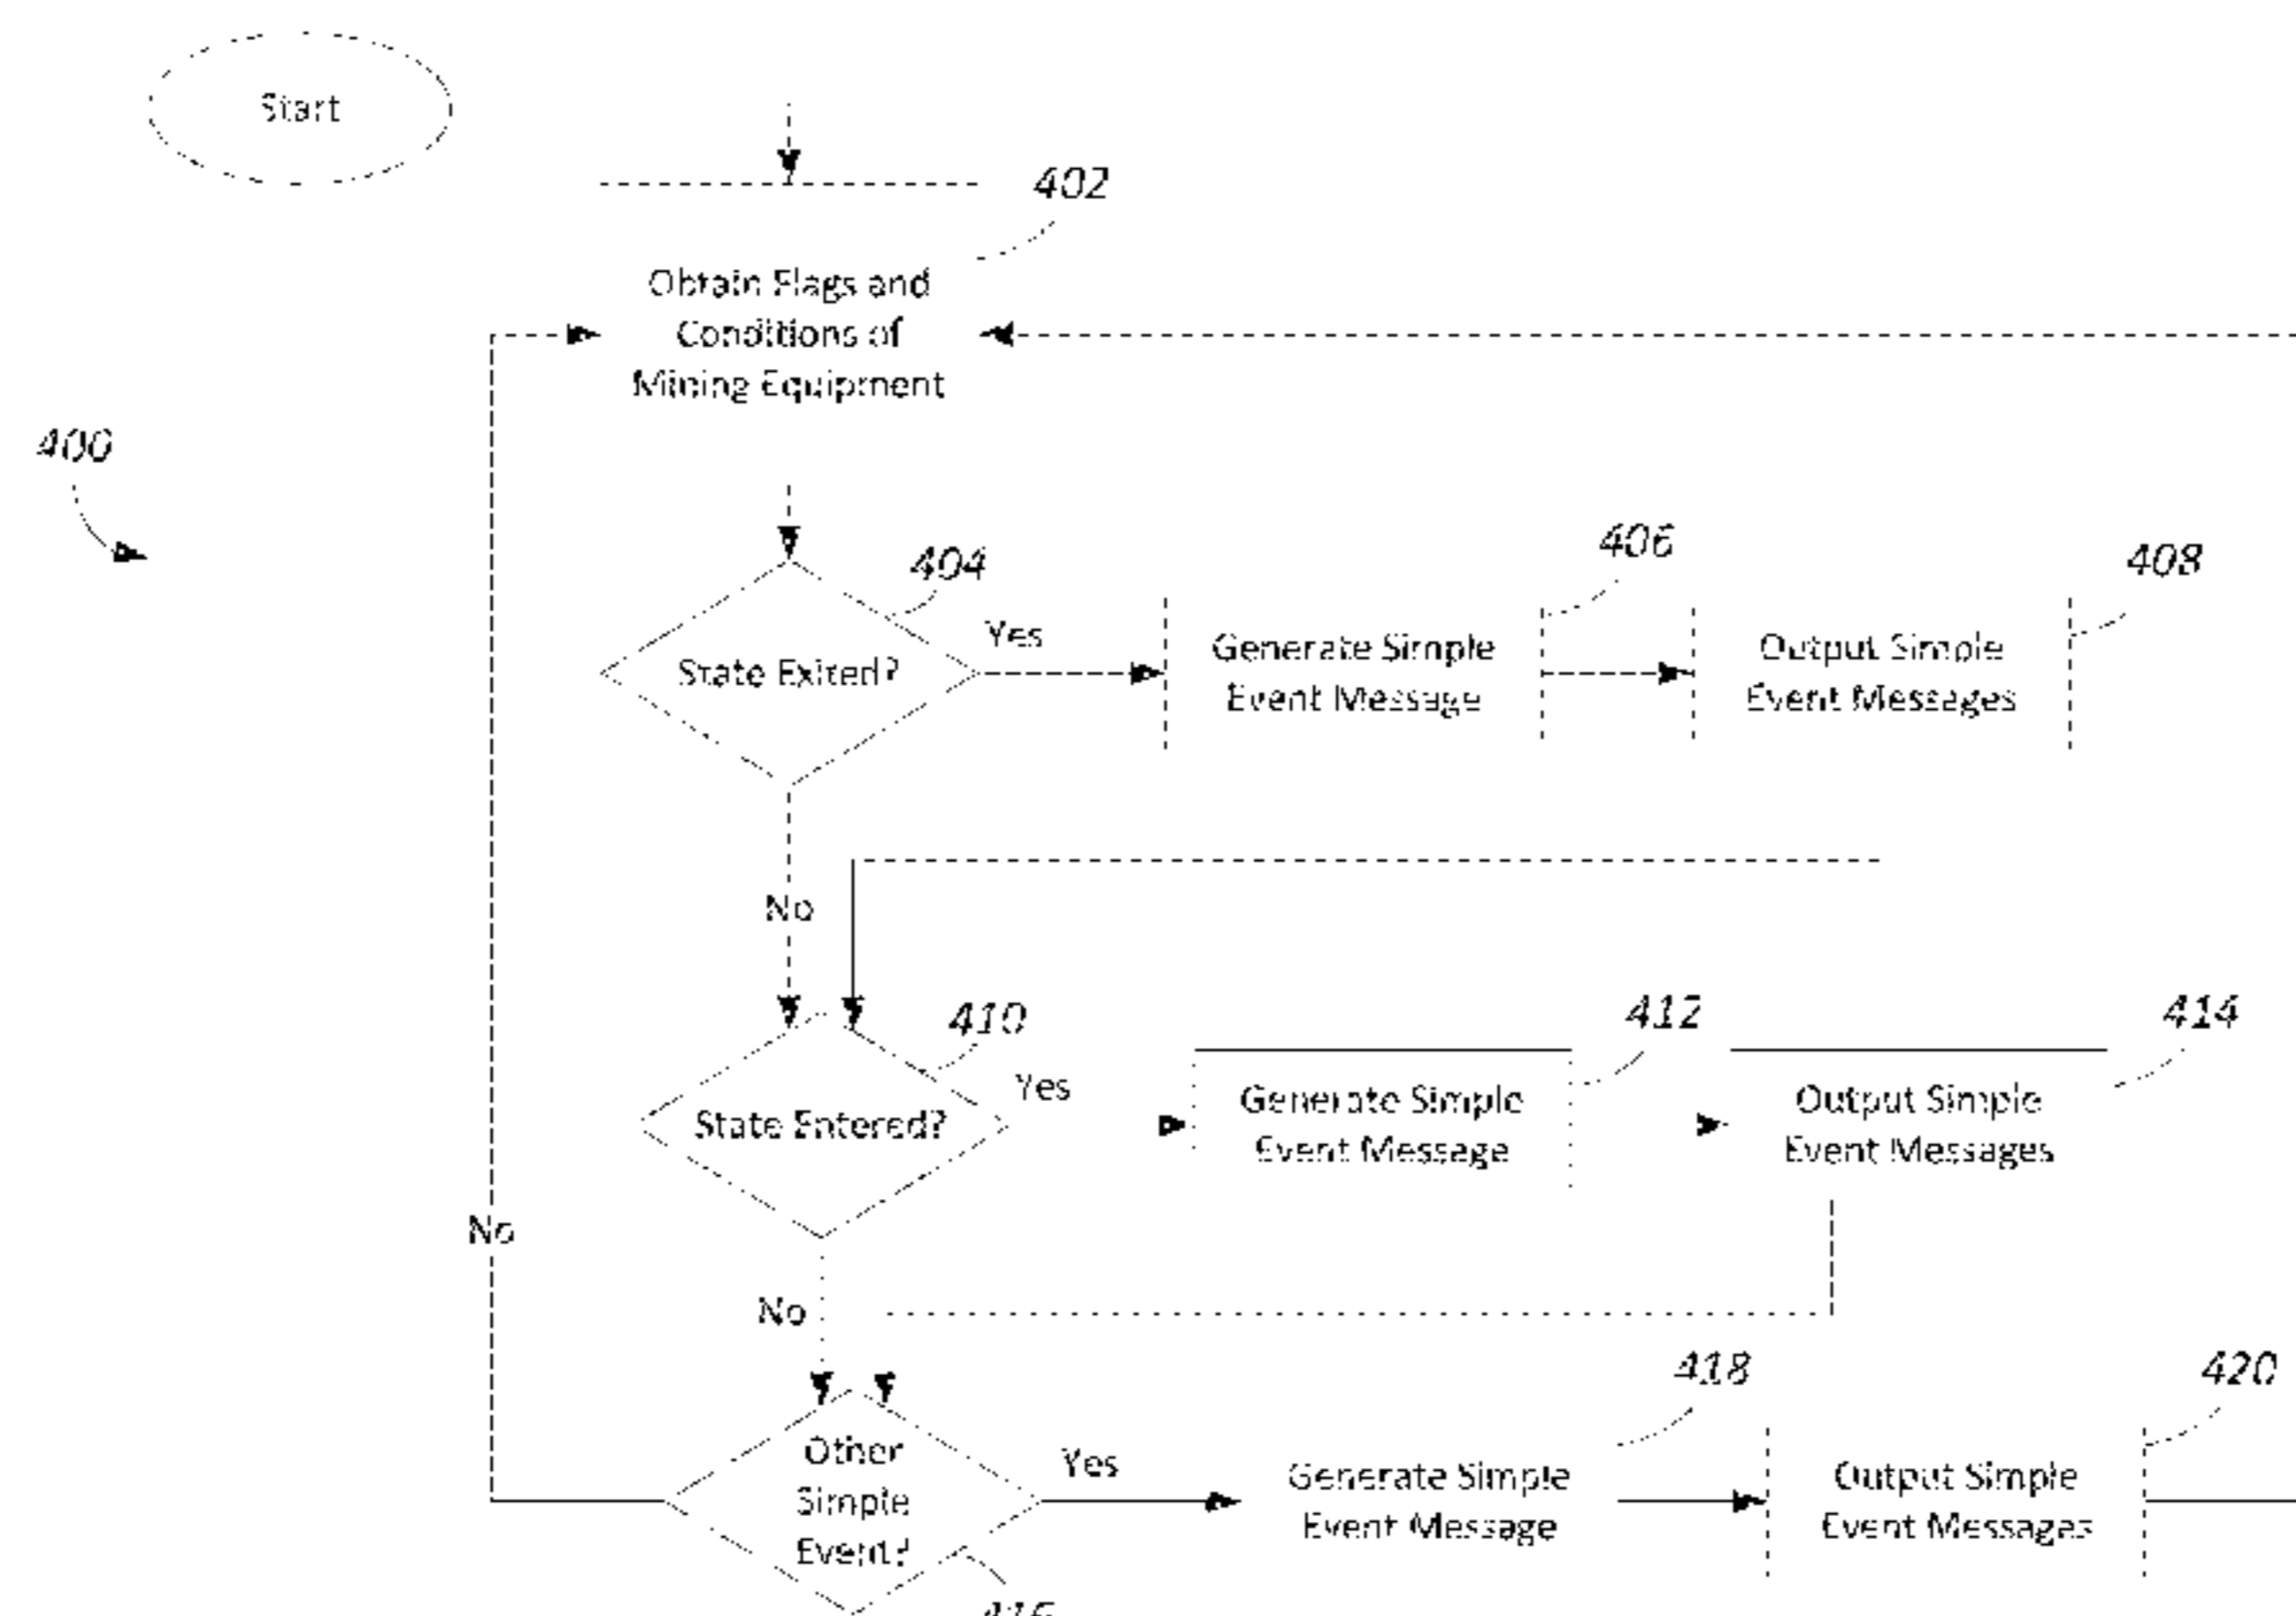 Start
402
Obtain Flags and
Conditions of
Mining Equipment
400
404
406
408
State Exited?
Yes
Generate Simple
Event Message
Output Simple
Event Messages
No
410
412
414
State Entered?
Yes
Generate Simple
Event Message
Output Simple
Event Messages
No
No
418
420
Other
Simple
Event?
Yes
Generate Simple
Event Message
Output Simple
Event Messages
416